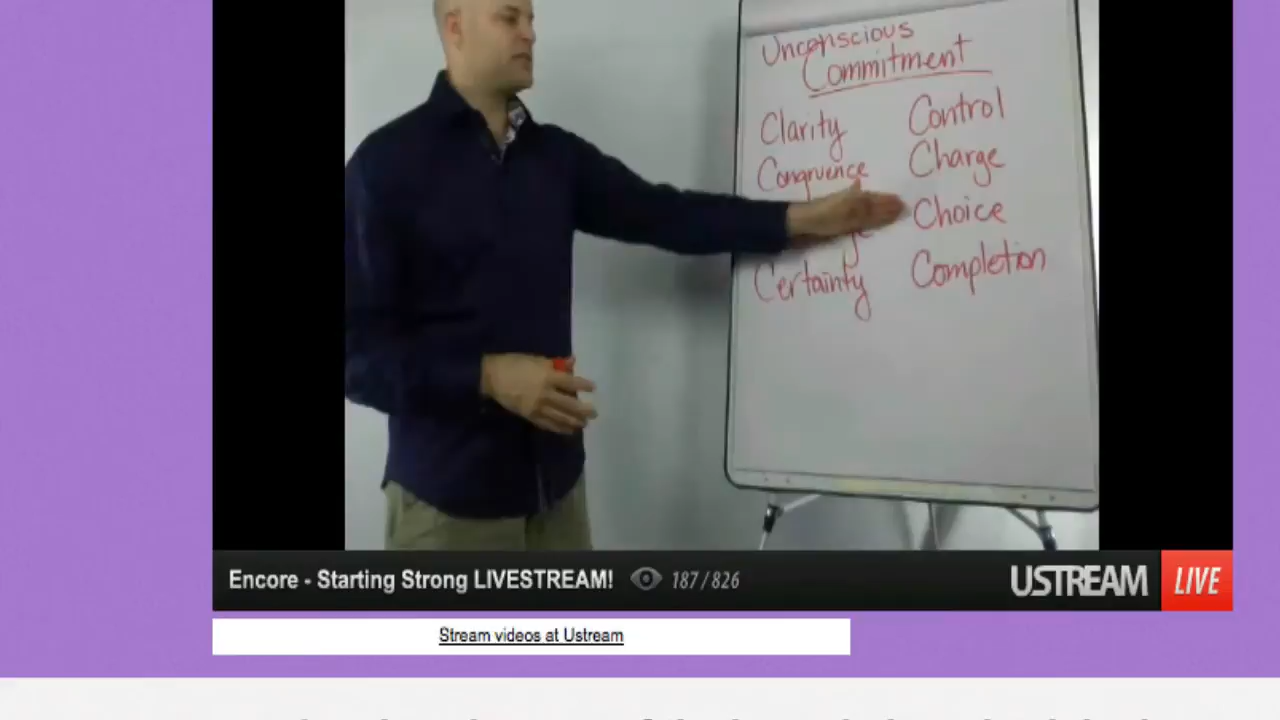 Unconscious
Commitment
Clarity Control
Congruence Charge
Choice
Certainty Completion
Encore - Starting Strong LIVESTREAM! 187/826 USTREAM LIVE
Stream videos at Ustream